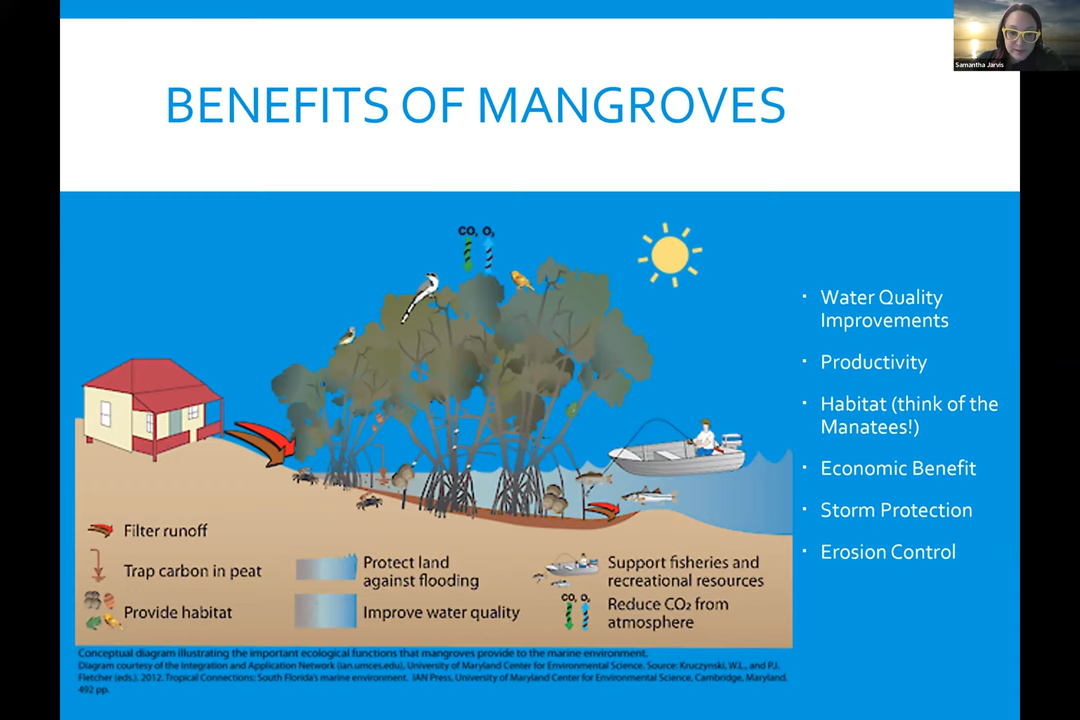 Samantha Jarvis
BENEFITS OF MANGROVES
CO₂ O₂
Water Quality
Improvements
Productivity
Habitat (think of the
Manatees!)
Economic Benefit
Storm Protection
Erosion Control
Filter runoff
Trap carbon in peat
Provide habitat
Protect land
against flooding
Improve water quality
Support fisheries and
recreational resources
CO₂ O₂
Reduce CO₂ from
atmosphere
Conceptual diagram illustrating the important ecological functions that mangroves provide to the marine environment.
Diagram courtesy of the Integration and Application Network (ian.umces.edu), University of Maryland Center for Environmental Science. Source: Kruczynski, W.L., and P.J.
Fletcher (eds.). 2012. Tropical Connections: South Florida's marine environment. IAN Press, University of Maryland Center for Environmental Science, Cambridge, Maryland.
492 pp.